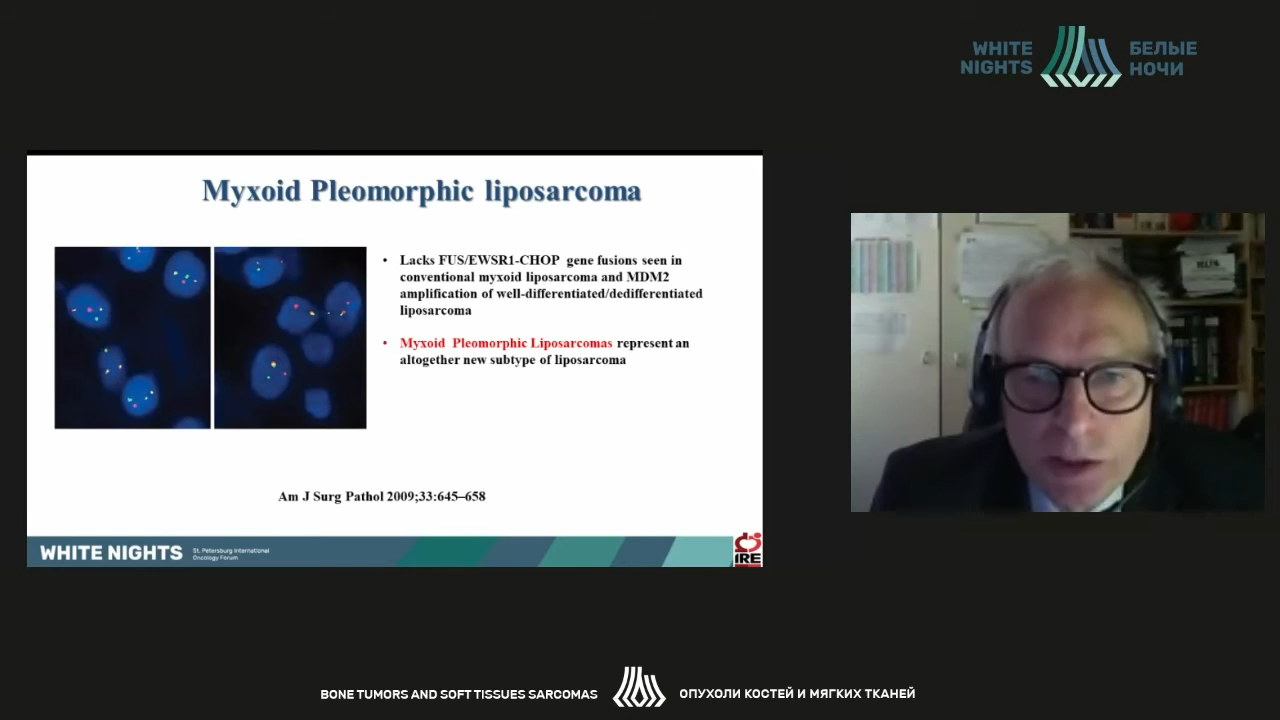 WHITE
NIGHTS
БЕЛЫЕ
НОЧИ
Myxoid Pleomorphic liposarcoma
• Lacks FUS/EWSR1-CHOP gene fusions seen in
conventional myxoid liposarcoma and MDM2
amplification of well-differentiated/dedifferentiated
liposarcoma
• Myxoid Pleomorphic Liposarcomas represent an
altogether new subtype of liposarcoma
Am J Surg Pathol 2009;33:645–658
WHITE NIGHTS
St. Petersburg International
Oncology Forum
IRE
BONE TUMORS AND SOFT TISSUES SARCOMAS
ОПУХОЛИ КОСТЕЙ И МЯГКИХ ТКАНЕЙ